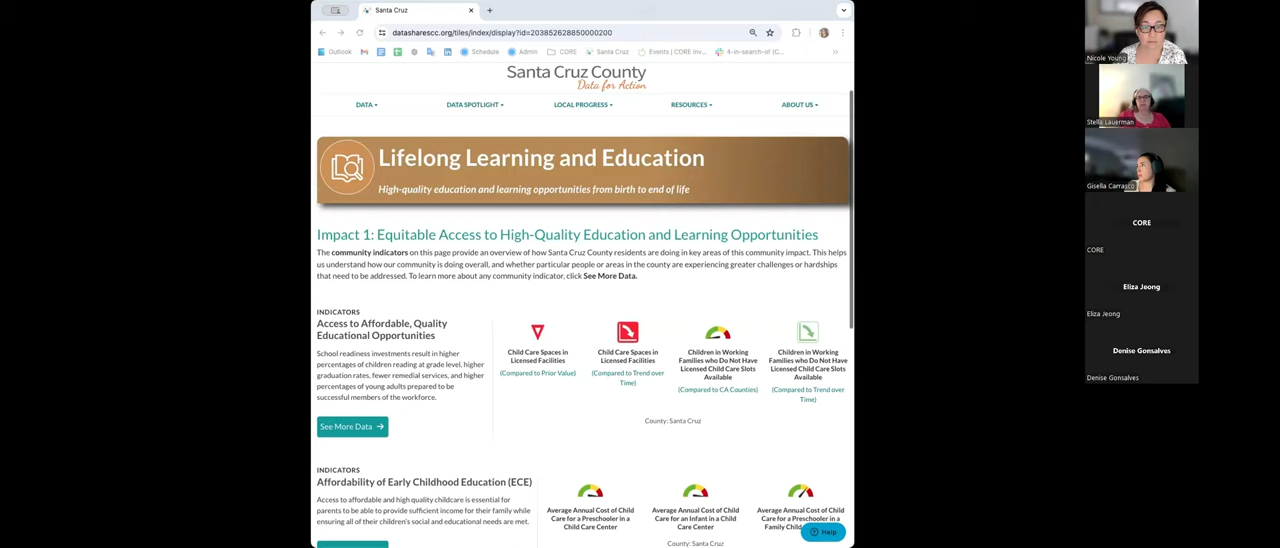 Santa Cruz
datasharescc.org/tiles/index/display?id=203852628850000200
Outlook
Schedule
Admin
CORE
Santa Cruz
Events | CORE Inv...
4-in-search-of (C...
Santa Cruz County
Data for Action
DATA
DATA SPOTLIGHT
LOCAL PROGRESS
RESOURCES
ABOUT US
Lifelong Learning and Education
High-quality education and learning opportunities from birth to end of life
Impact 1: Equitable Access to High-Quality Education and Learning Opportunities
The community indicators on this page provide an overview of how Santa Cruz County residents are doing in key areas of this community impact. This helps
us understand how our community is doing overall, and whether particular people or areas in the county are experiencing greater challenges or hardships
that need to be addressed. To learn more about any community indicator, click See More Data.
INDICATORS
Access to Affordable, Quality
Educational Opportunities
School readiness investments result in higher
percentages of children reading at grade level, higher
graduation rates, fewer remedial services, and higher
percentages of young adults prepared to be
successful members of the workforce.
See More Data
Child Care Spaces in
Licensed Facilities
(Compared to Prior Value)
Child Care Spaces in
Licensed Facilities
(Compared to Trend over
Time)
Children in Working
Families who Do Not Have
Licensed Child Care Slots
Available
(Compared to CA Counties)
Children in Working
Families who Do Not Have
Licensed Child Care Slots
Available
(Compared to Trend over
Time)
County: Santa Cruz
INDICATORS
Affordability of Early Childhood Education (ECE)
Access to affordable and high quality childcare is essential for
parents to be able to provide sufficient income for their family while
ensuring all of their children's social and educational needs are met.
Average Annual Cost of Child
Care for a Preschooler in a
Child Care Center
Average Annual Cost of Child
Care for an Infant in a Child
Care Center
Average Annual Cost of Child
Care for a Preschooler in a
Family Child
County: Santa Cruz
Help
Nicole Young
Stella Lauerman
Gisella Carrasco
CORE
CORE
Eliza Jeong
Eliza Jeong
Denise Gonsalves
Denise Gonsalves